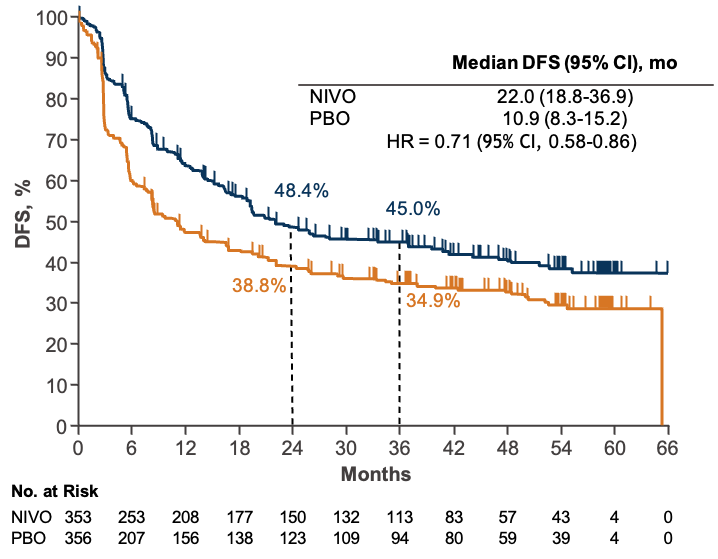 Median DFS (95% CI), mo
NIVO 22.0 (18.8-36.9)
PBO 10.9 (8.3-15.2)
HR = 0.71 (95% CI, 0.58-0.86)
DFS, %
100
90
80
70
60
50
40
30
20
10
0
48.4%
45.0%
38.8%
34.9%
0 6 12 18 24 30 36 42 48 54 60 66
Months
No. at Risk
NIVO 353 253 208 177 150 132 113 83 57 43 4 0
PBO 356 207 156 138 123 109 94 80 59 39 4 0